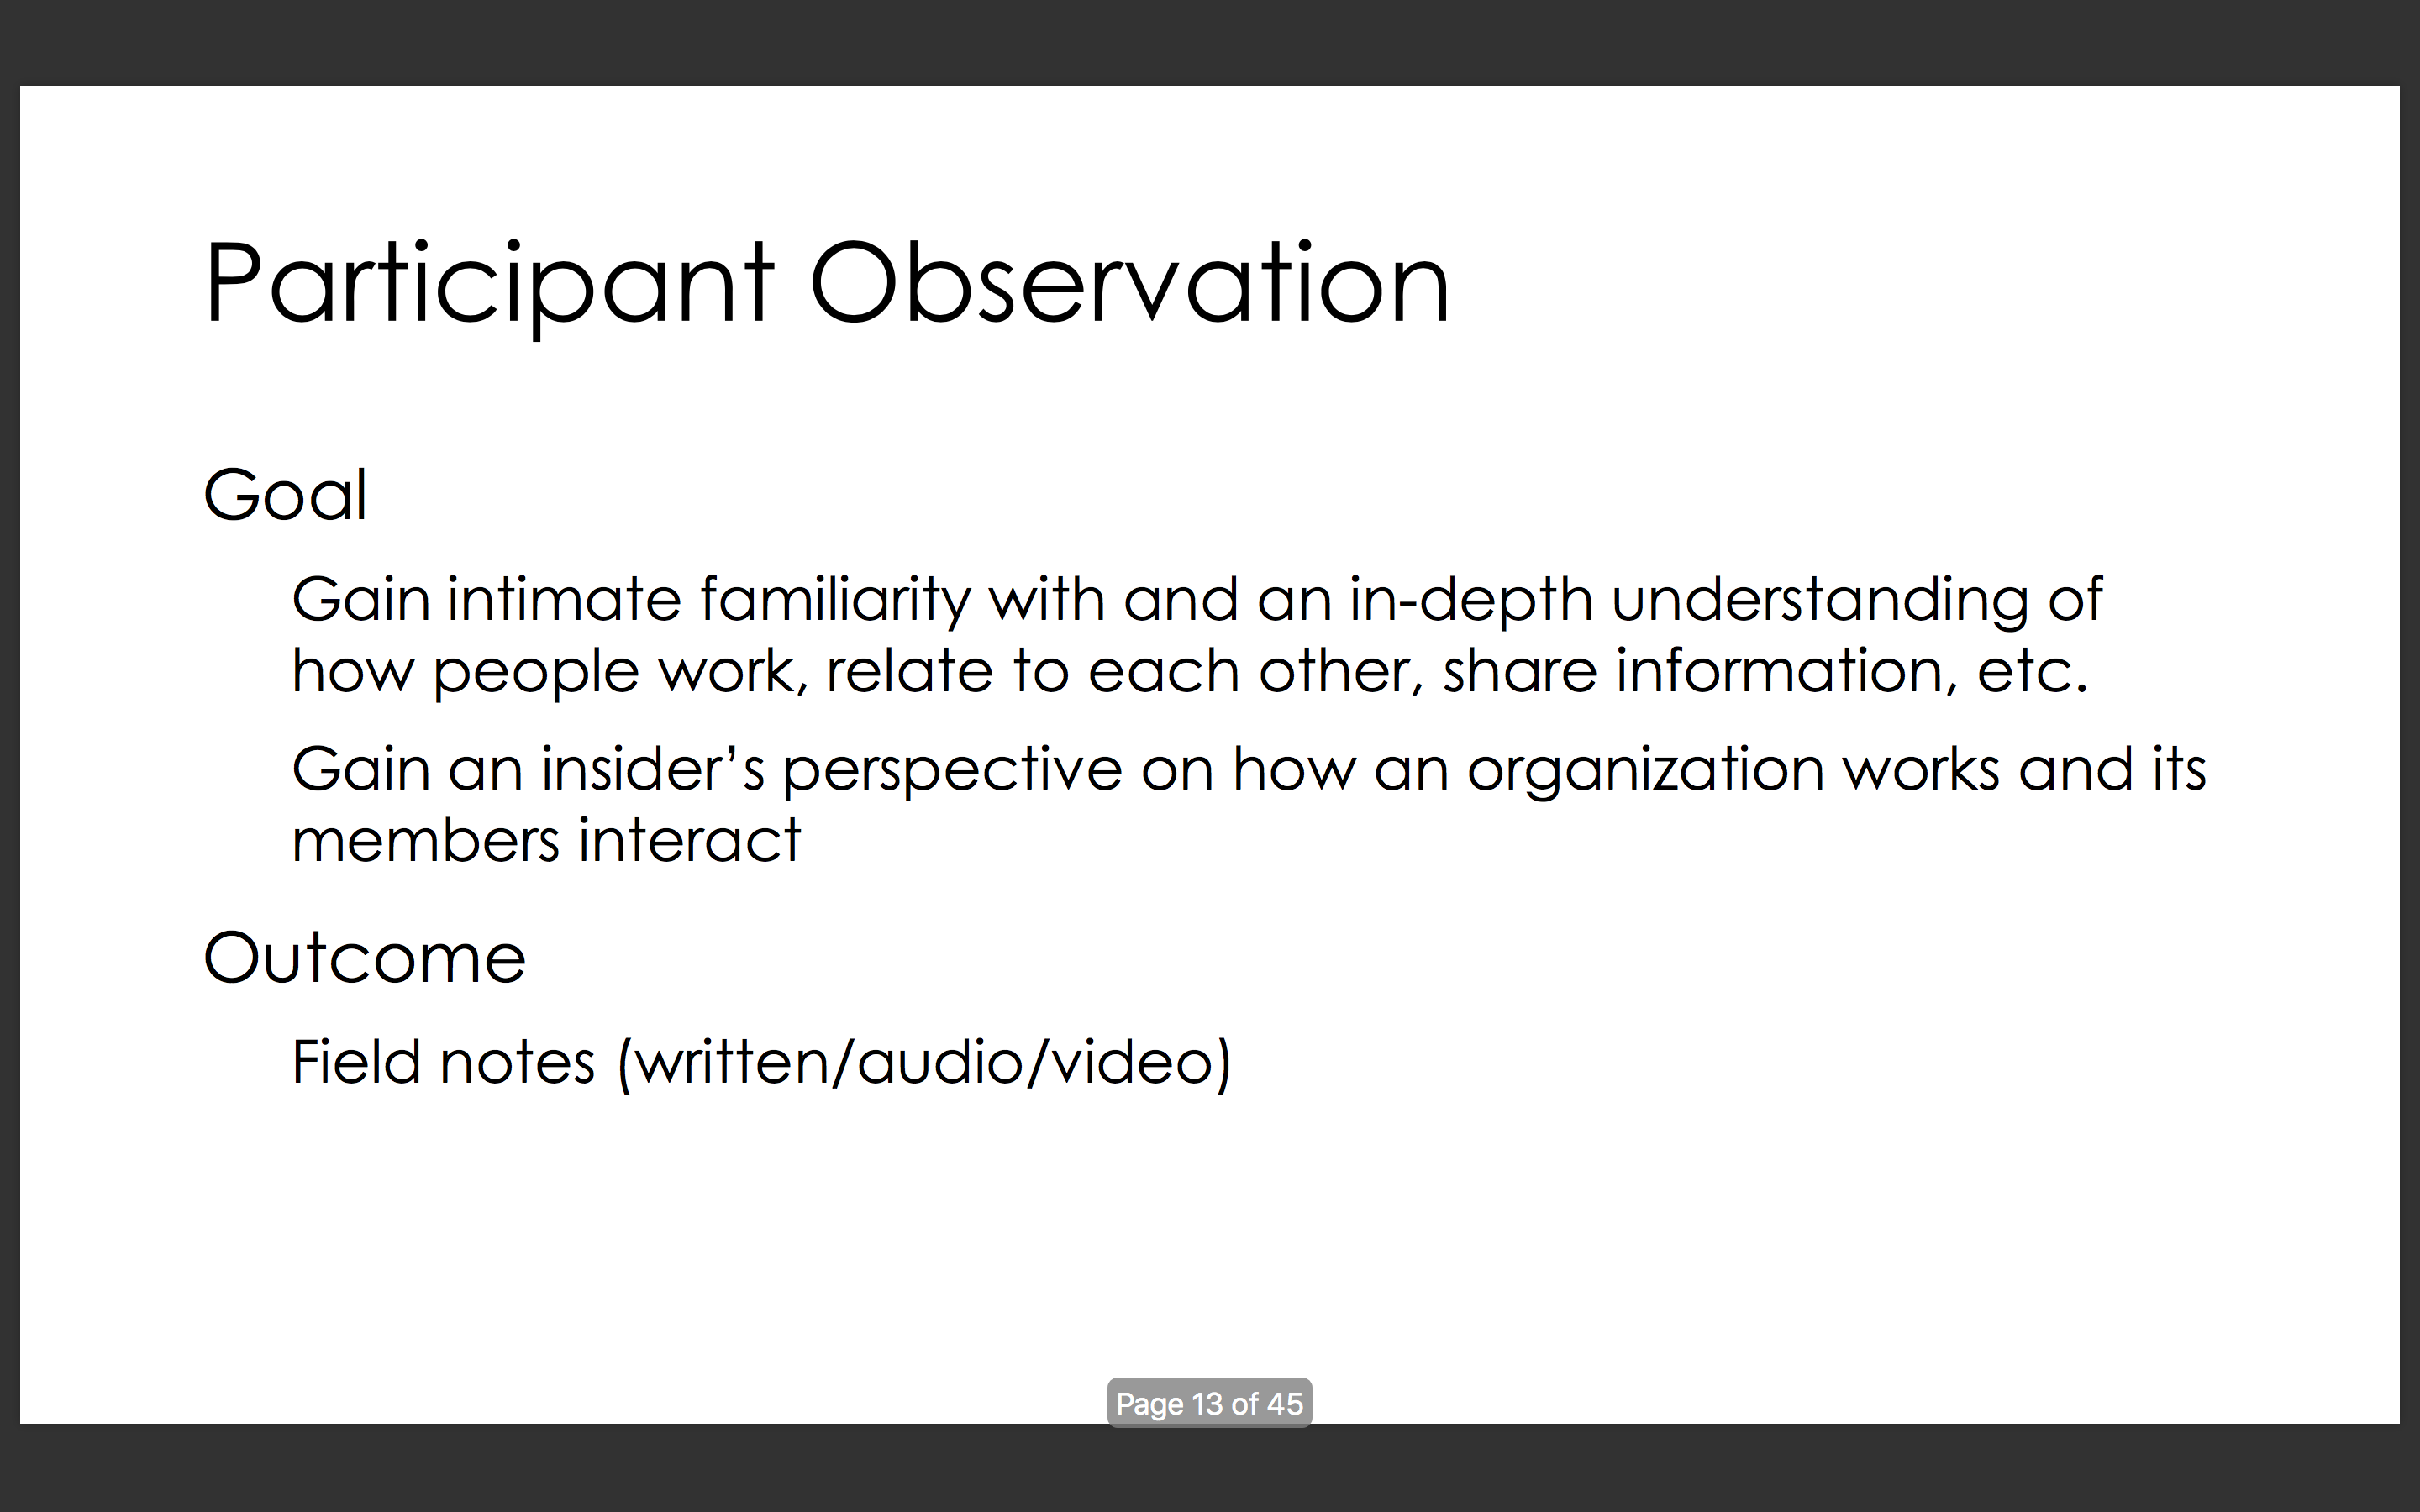 Participant Observation
Goal
Gain intimate familiarity with and an in-depth understanding of
how people work, relate to each other, share information, etc.
Gain an insider’s perspective on how an organization works and its
members interact
Outcome
Field notes (written/audio/video)
Page 13 of 45